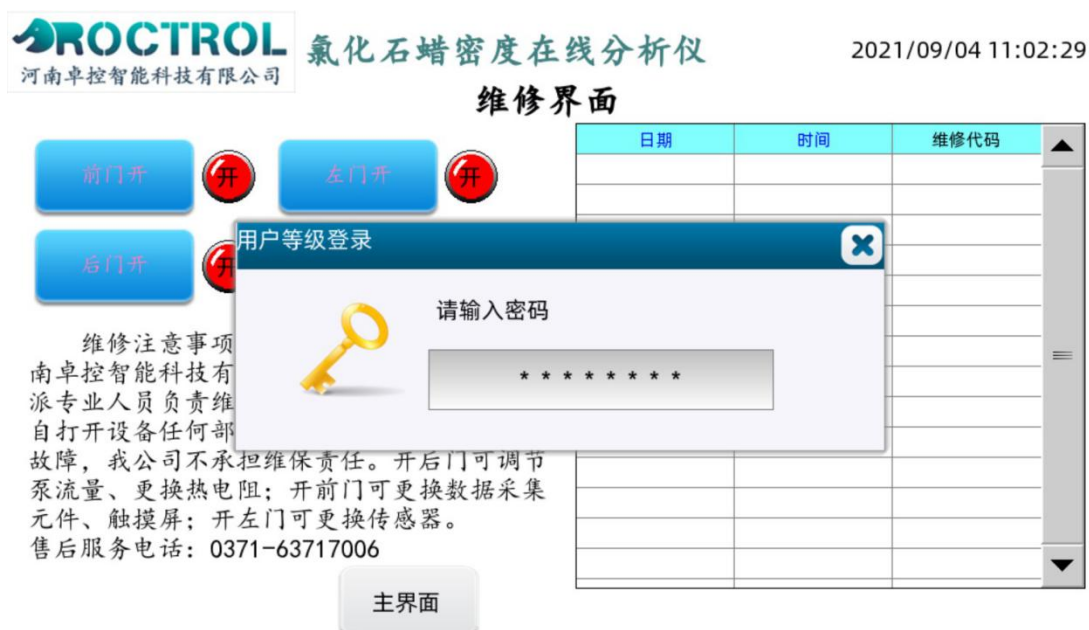 ROCTROL
河南卓控智能科技有限公司
氯化石蜡密度在线分析仪
2021/09/04 11:02:29
维修界面
前门开
开
左门开
开
日期 时间 维修代码
后门开
开
用户等级登录
请输入密码
* * * * * * * *
维修注意事项
南卓控智能科技有
派专业人员负责维
自打开设备任何部
故障，我公司不承担维保责任。开后门可调节
泵流量、更换热电阻；开前门可更换数据采集
元件、触摸屏；开左门可更换传感器。
售后服务电话：0371-63717006
主界面